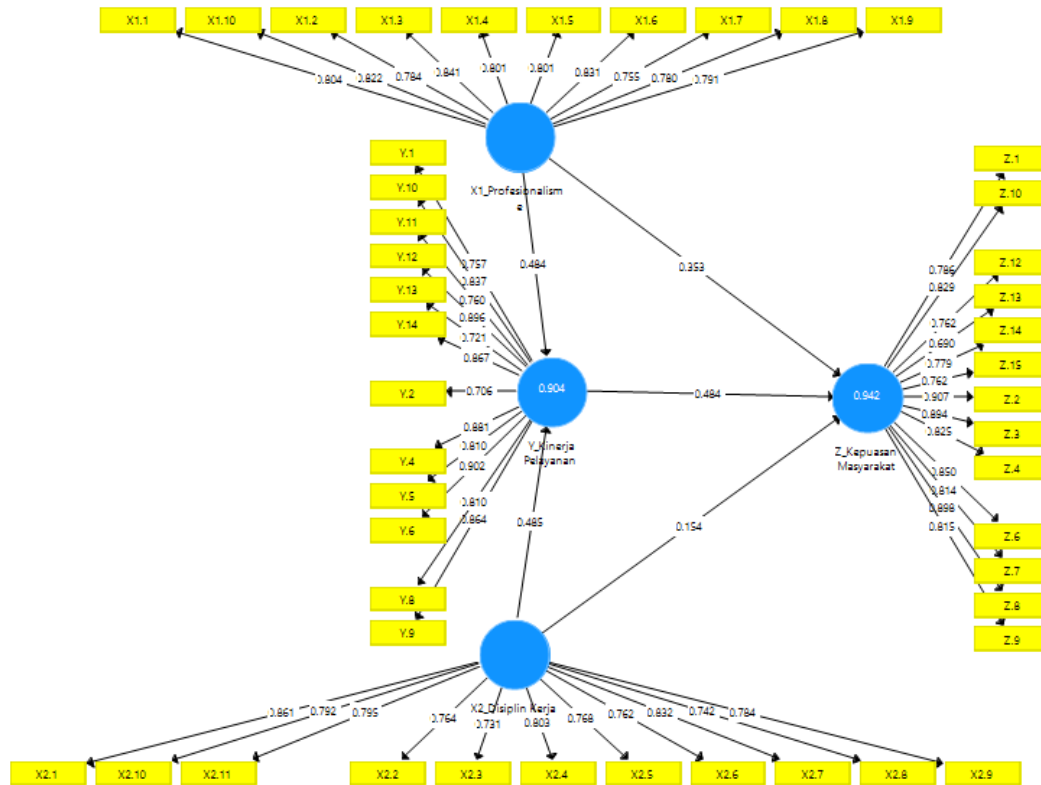 X1.1 X1.10 X1.2 X1.3 X1.4 X1.5 X1.6 X1.7 X1.8 X1.9
0.804 0.822 0.784 0.841 0.801 0.801 0.831 0.755 0.780 0.791
X1_Profesionalism
e
Y.1
Y.10
Y.11
Y.12
Y.13
Y.14
Y.2
Y.4
Y.5
Y.6
Y.8
Y.9
0.757
0.837
0.760
0.896
0.721
0.867
0.706
0.881
0.810
0.902
0.810
0.864
0.484
0.353
0.904
Y_Kinerja
Pelayanan
0.484
0.485
0.154
0.942
Z_Kepuasan
Masyarakat
0.786
0.829
0.762
0.690
0.779
0.762
0.907
0.894
0.825
0.850
0.814
0.898
0.815
Z.1
Z.10
Z.12
Z.13
Z.14
Z.15
Z.2
Z.3
Z.4
Z.6
Z.7
Z.8
Z.9
X2_Disiplin Kerja
0.861 0.792 0.795 0.764 0.731 0.803 0.768 0.762 0.832 0.742 0.784
X2.1 X2.10 X2.11 X2.2 X2.3 X2.4 X2.5 X2.6 X2.7 X2.8 X2.9